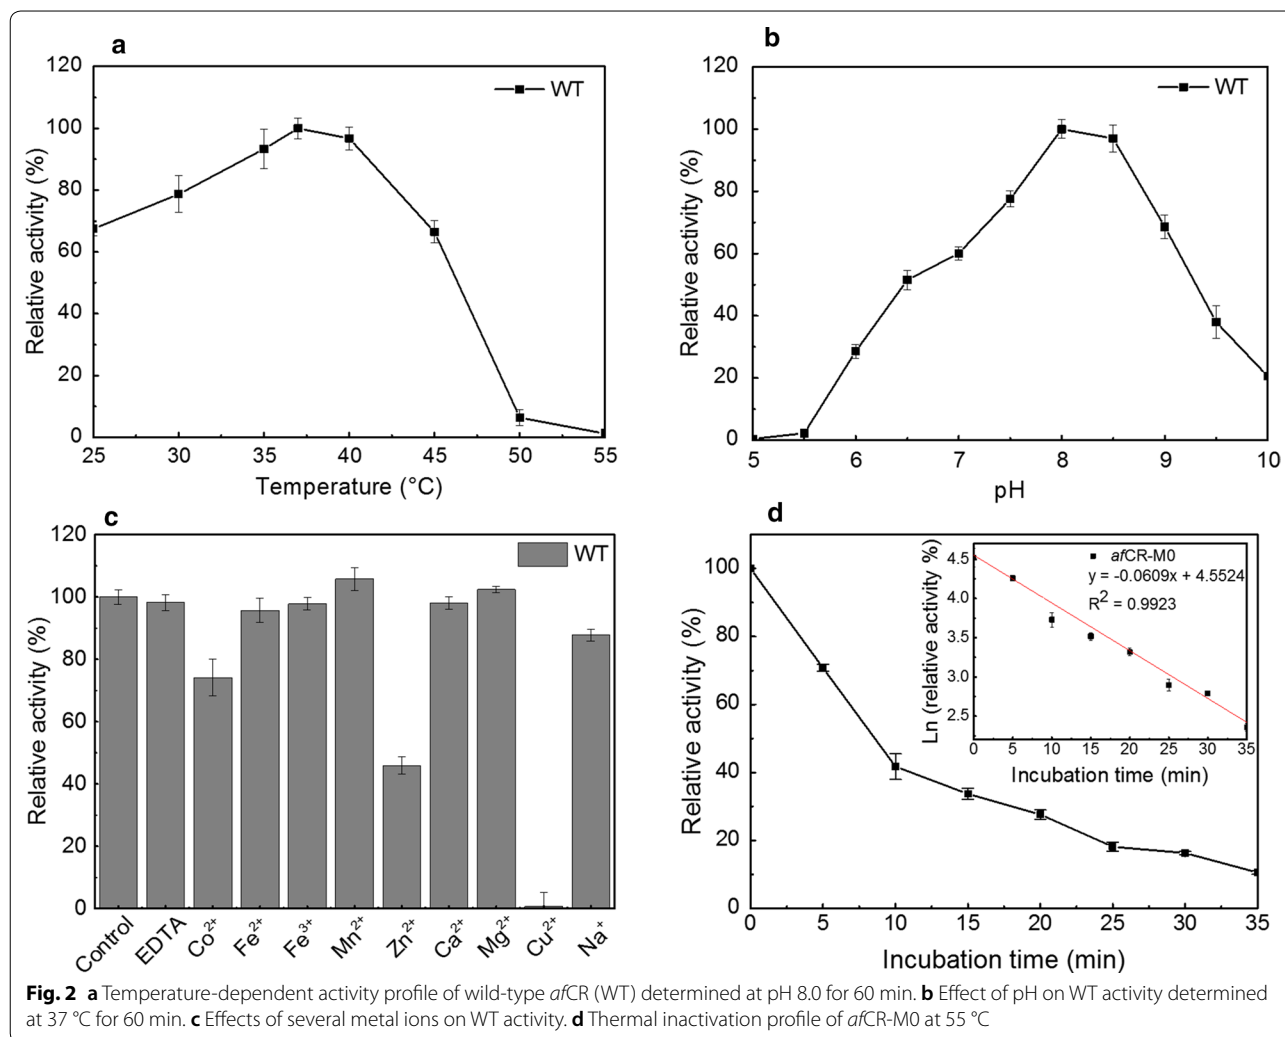 a
120
100
80
60
40
20
0
Relative activity (%)
WT
25 30 35 40 45 50 55
Temperature (°C)
b
120
100
80
60
40
20
0
Relative activity (%)
WT
5 6 7 8 9 10
pH
c
120
100
80
60
40
20
0
Relative activity (%)
WT
Control EDTA Co²⁺ Fe²⁺ Fe³⁺ Mn²⁺ Zn²⁺ Ca²⁺ Mg²⁺ Cu²⁺ Na⁺
d
100
80
60
40
20
0
Relative activity (%)
0 5 10 15 20 25 30 35
Incubation time (min)
4.5
4.0
3.5
3.0
2.5
Ln (relative activity %)
afCR-M0
y = -0.0609x + 4.5524
R² = 0.9923
0 5 10 15 20 25 30 35
Incubation time (min)
Fig. 2 a Temperature-dependent activity profile of wild-type afCR (WT) determined at pH 8.0 for 60 min. b Effect of pH on WT activity determined
at 37 °C for 60 min. c Effects of several metal ions on WT activity. d Thermal inactivation profile of afCR-M0 at 55 °C